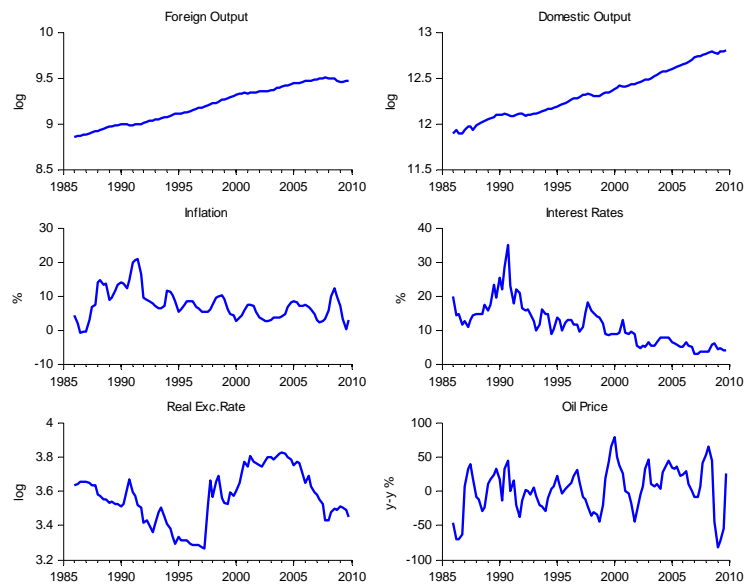 Foreign Output
10
9.5
9
8.5
log
1985 1990 1995 2000 2005 2010
Domestic Output
13
12.5
12
11.5
log
1985 1990 1995 2000 2005 2010
Inflation
30
20
10
0
-10
%
1985 1990 1995 2000 2005 2010
Interest Rates
40
30
20
10
0
%
1985 1990 1995 2000 2005 2010
Real Exc.Rate
4
3.8
3.6
3.4
3.2
log
1985 1990 1995 2000 2005 2010
Oil Price
100
50
0
-50
-100
y-y %
1985 1990 1995 2000 2005 2010